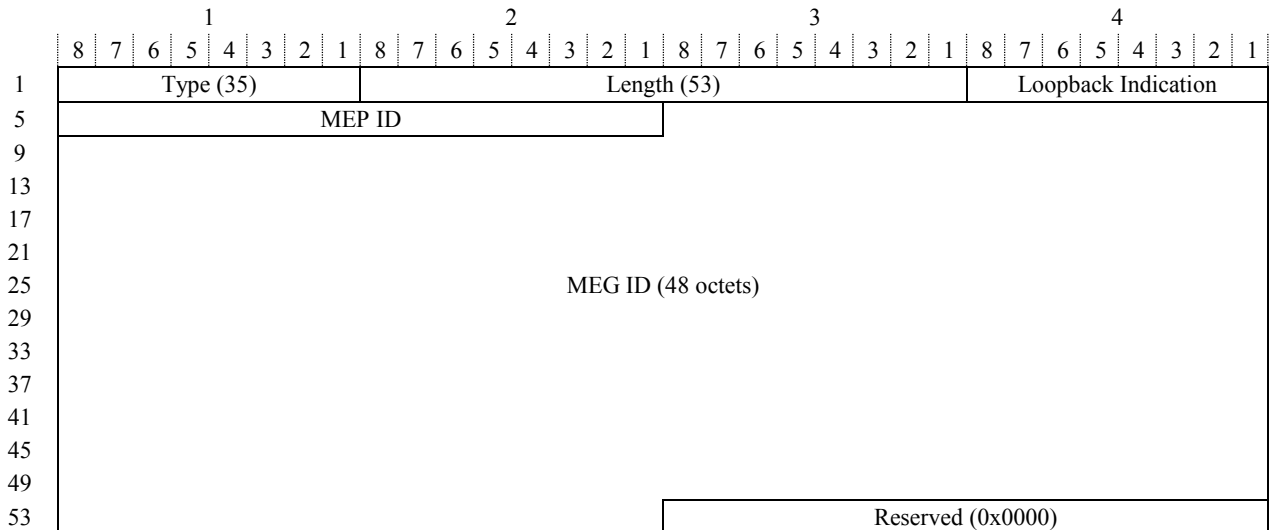 1 2 3 4
8 7 6 5 4 3 2 1 8 7 6 5 4 3 2 1 8 7 6 5 4 3 2 1 8 7 6 5 4 3 2 1
1 Type (35) Length (53) Loopback Indication
5 MEP ID
9
13
17
21
25 MEG ID (48 octets)
29
33
37
41
45
49
53 Reserved (0x0000)